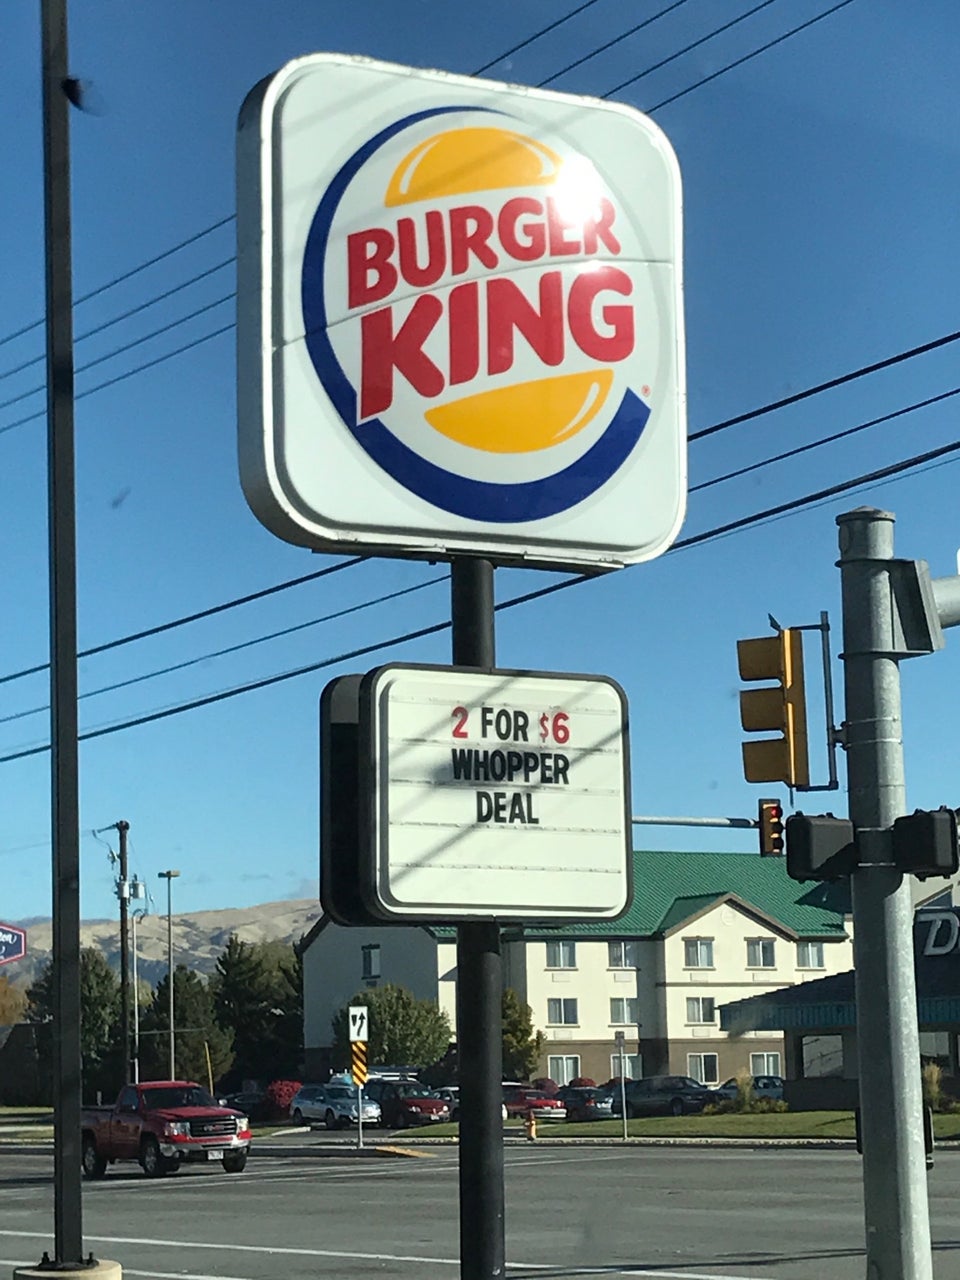 BURGER
KING
®
2 FOR $6
WHOPPER
DEAL